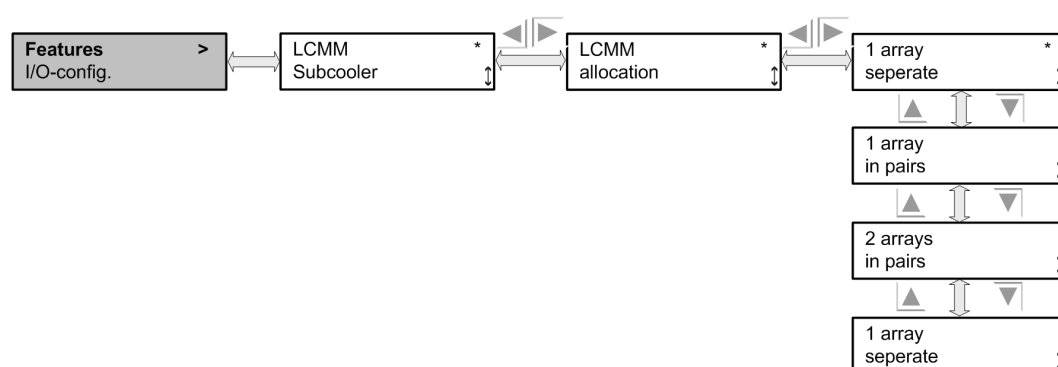 Features >
I/O-config.
LCMM *
Subcooler
LCMM *
allocation
1 array *
seperate
1 array
in pairs
2 arrays
in pairs
1 array
seperate